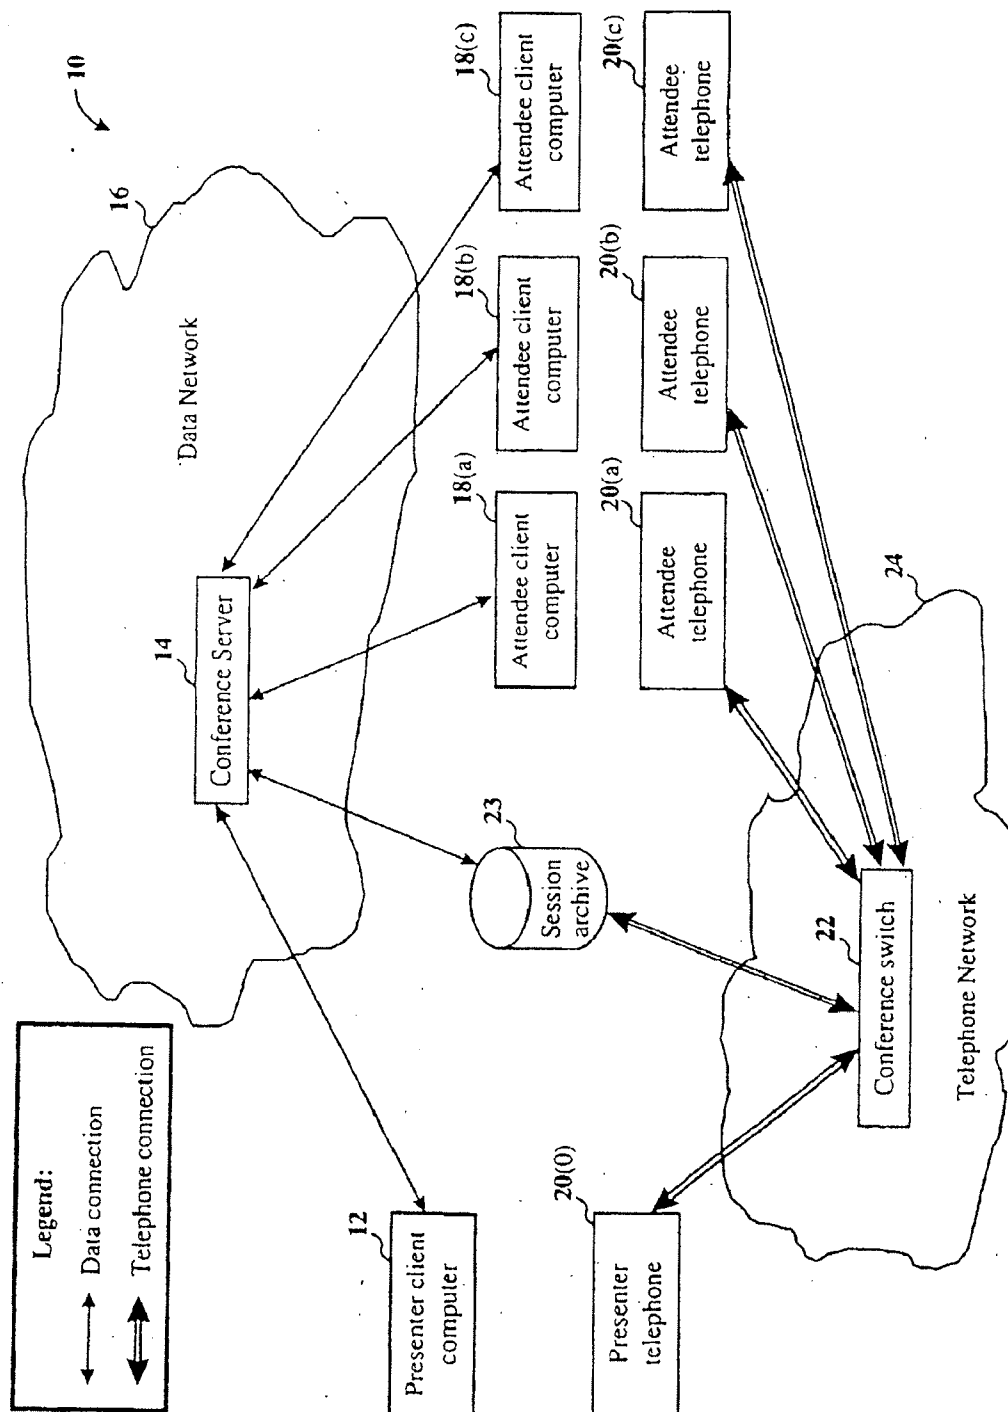 10
16
Data Network
14
Conference Server
18(a)
Attendee client
computer
18(b)
Attendee client
computer
18(c)
Attendee client
computer
20(a)
Attendee
telephone
20(b)
Attendee
telephone
20(c)
Attendee
telephone
23
Session
archive
24
22
Conference switch
Telephone Network
12
Presenter client
computer
20(0)
Presenter
telephone
Legend:
Data connection
Telephone connection